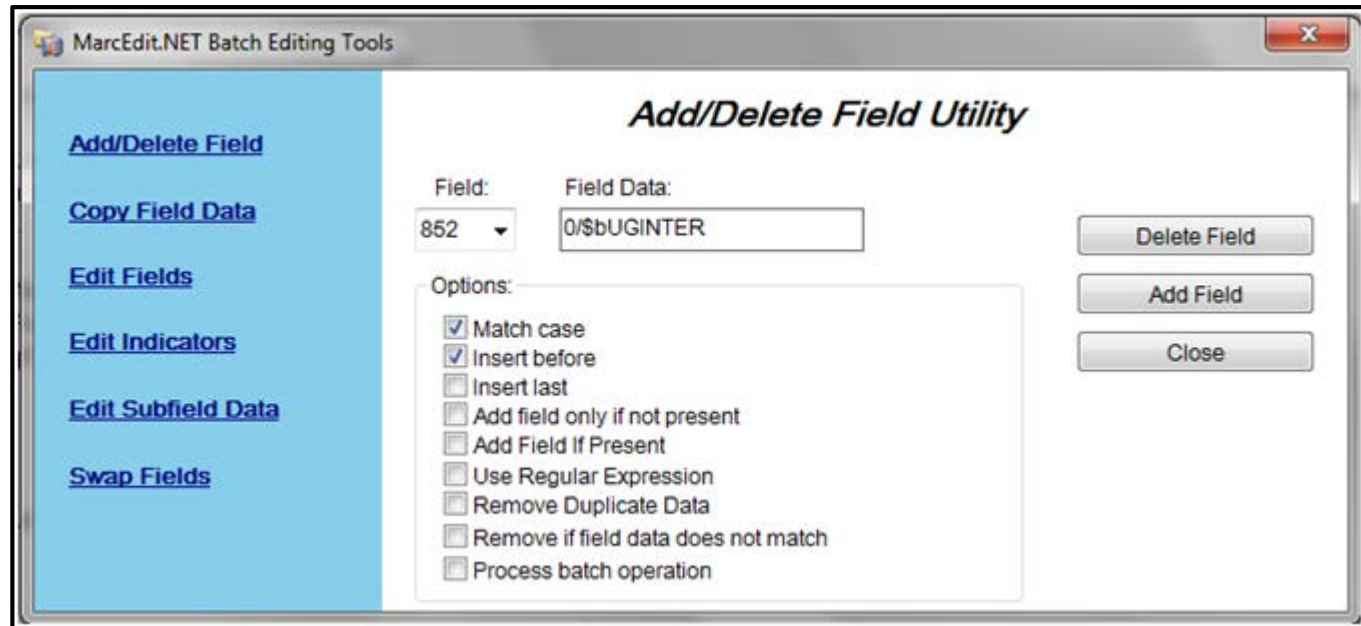 MarcEdit.NET Batch Editing Tools
Add/Delete Field
Copy Field Data
Edit Fields
Edit Indicators
Edit Subfield Data
Swap Fields
Add/Delete Field Utility
Field: Field Data:
852 0/$bUGINTER
Options:
Match case
Insert before
Insert last
Add field only if not present
Add Field If Present
Use Regular Expression
Remove Duplicate Data
Remove if field data does not match
Process batch operation
Delete Field
Add Field
Close